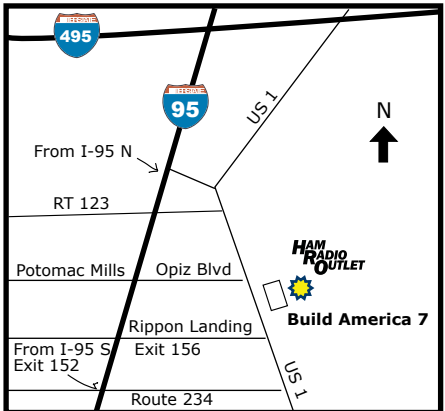 INTERSTATE
495
INTERSTATE
95
US 1
N
From I-95 N
RT 123
HAM
RADIO
OUTLET
Potomac Mills Opiz Blvd
Build America 7
Rippon Landing
From I-95 S Exit 156
Exit 152
US 1
Route 234